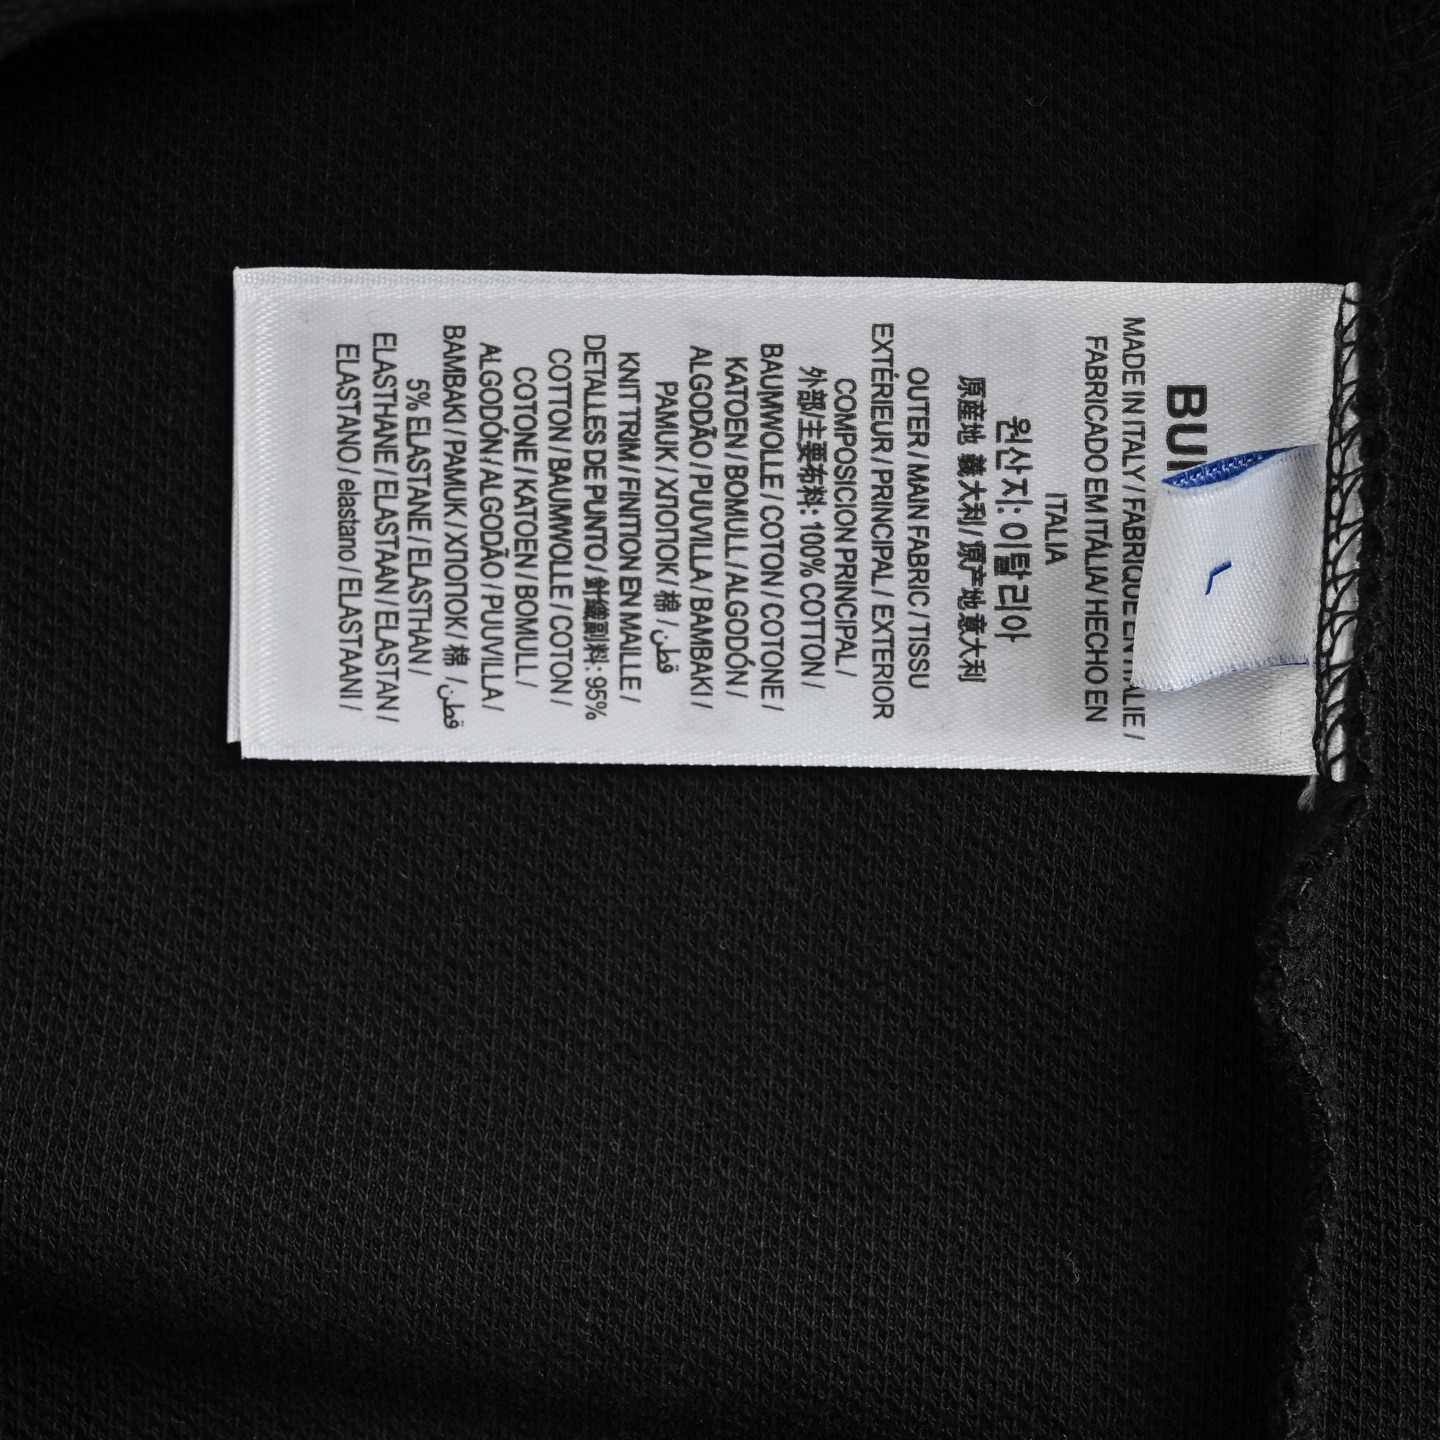 BU
L
MADE IN ITALY / FABRIQUÉ EN ITALIE /
FABRICADO EM ITÁLIA/ HECHO EN
ITALIA
원산지: 이탈리아
原産地 義大利 / 原产地意大利
OUTER / MAIN FABRIC / TISSU
EXTÉRIEUR / PRINCIPAL / EXTERIOR
COMPOSICION PRINCIPAL /
外部/主要布料: 100% COTTON /
BAUMWOLLE / COTON / COTONE /
KATOEN / BOMULL / ALGODÓN /
ALGODÃO / PUUVILLA / BAMBAKI /
PAMUK / ΧΠΟΠΟΚ / 棉 / قطن /
KNIT TRIM / FINITION EN MAILLE /
DETALLES DE PUNTO / 針織副料: 95%
COTTON / BAUMWOLLE / COTON /
COTONE / KATOEN / BOMULL /
ALGODÓN / ALGODÃO / PUUVILLA /
BAMBAKI / PAMUK / ΧΠΟΠΟΚ / 棉 / قطن /
5% ELASTANE / ELASTHAN /
ELASTHANE / ELASTAAN / ELASTAN /
ELASTANO / elastano / ELASTAANI /